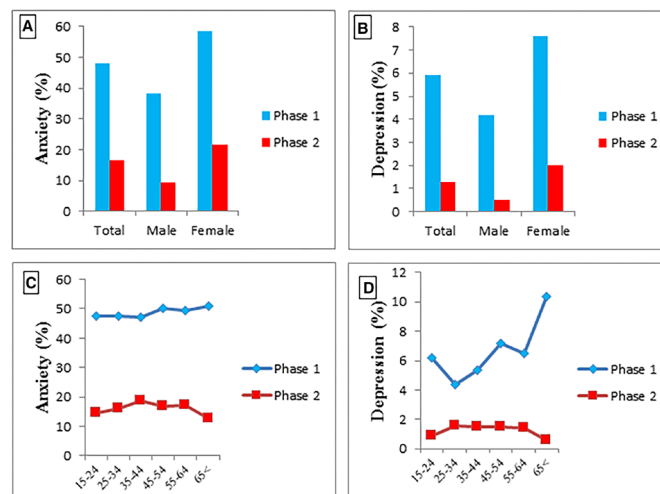 A
Anxiety (%)
60
50
40
30
20
10
0
Total Male Female
Phase 1
Phase 2
B
Depression (%)
8
7
6
5
4
3
2
1
0
Total Male Female
Phase 1
Phase 2
C
Anxiety (%)
60
50
40
30
20
10
0
15-24 25-34 35-44 45-54 55-64 65<
Phase 1
Phase 2
D
Depression (%)
12
10
8
6
4
2
0
15-24 25-34 35-44 45-54 55-64 65<
Phase 1
Phase 2